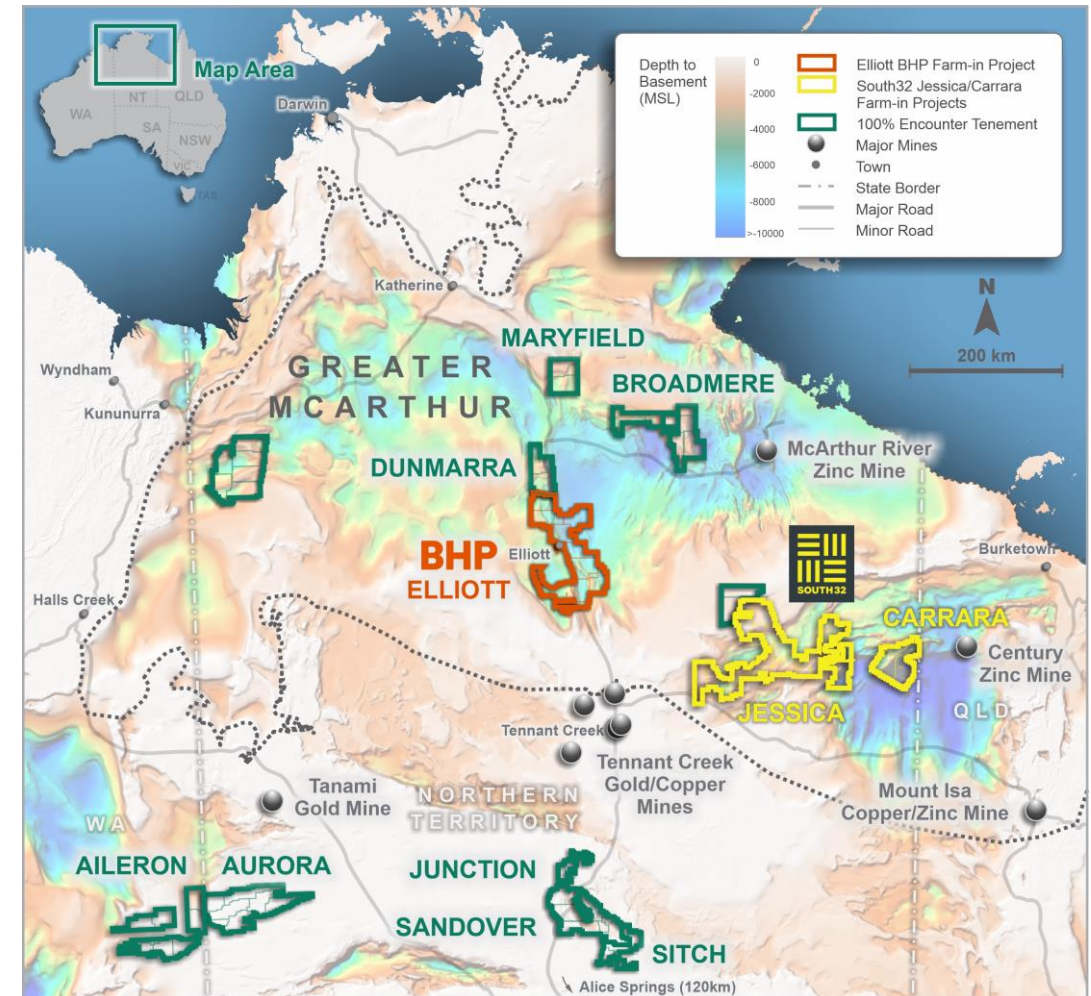 Map Area
WA
NT
QLD
SA
NSW
VIC
TAS
Depth to
Basement
(MSL)
0
-2000
-4000
-6000
-8000
>-10000
Elliott BHP Farm-in Project
South32 Jessica/Carrara
Farm-in Projects
100% Encounter Tenement
Major Mines
Town
State Border
Major Road
Minor Road
N
200 km
Darwin
Katherine
Wyndham
Kununurra
GREATER
MCARTHUR
MARYFIELD
BROADMERE
McArthur River
Zinc Mine
DUNMARRA
BHP
ELLIOTT
Elliott
SOUTH32
Burketown
Halls Creek
CARRARA
Century
Zinc Mine
JESSICA
QLD
Tennant Creek
Tennant Creek
Gold/Copper
Mines
Mount Isa
Copper/Zinc Mine
Tanami
Gold Mine
NORTHERN
TERRITORY
WA
AILERON
AURORA
JUNCTION
SANDOVER
SITCH
Alice Springs (120km)